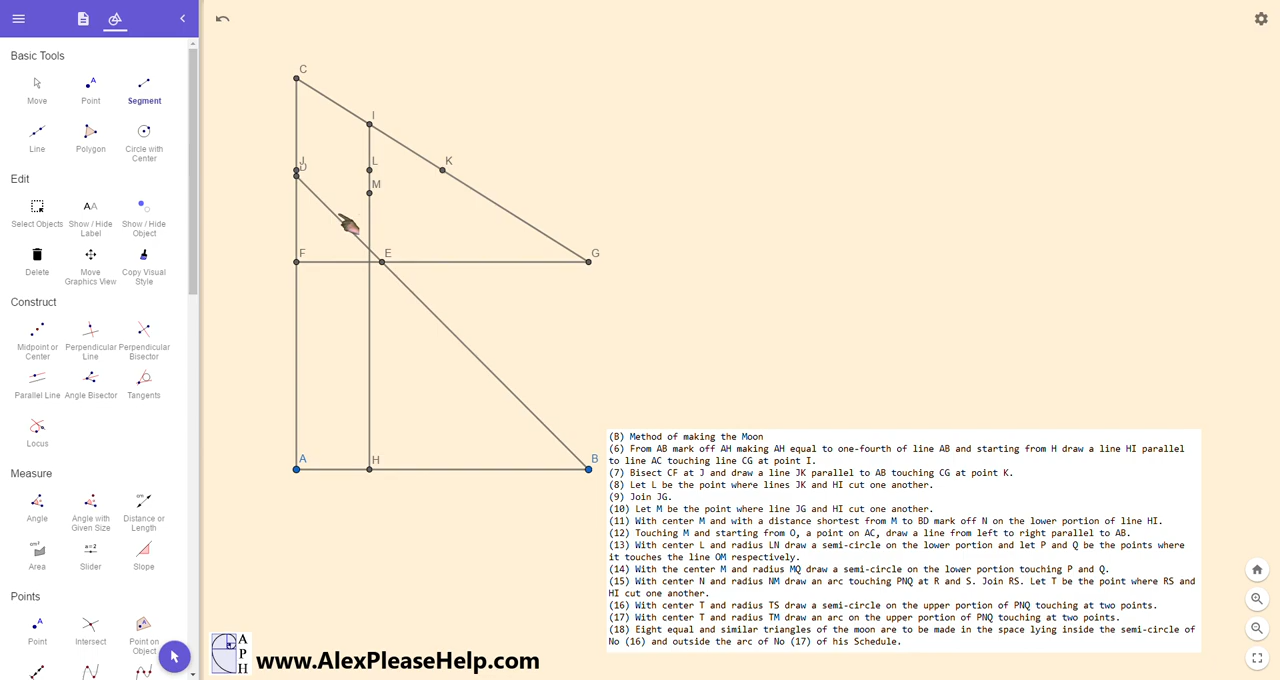 Basic Tools
Move
Point
Segment
Line
Polygon
Circle with
Center
Edit
Select Objects
Show / Hide
Label
Show / Hide
Object
Delete
Move
Graphics View
Copy Visual
Style
Construct
Midpoint or
Center
Perpendicular
Line
Perpendicular
Bisector
Parallel Line
Angle Bisector
Tangents
Locus
Measure
Angle
Angle with
Given Size
Distance or
Length
Area
Slider
Slope
Points
Point
Intersect
Point on
Object
C
I
J
D
L
K
M
F
E
G
A
H
B
(B) Method of making the Moon
(6) From AB mark off AH making AH equal to one-fourth of line AB and starting from H draw a line HI parallel
to line AC touching line CG at point I.
(7) Bisect CF at J and draw a line JK parallel to AB touching CG at point K.
(8) Let L be the point where lines JK and HI cut one another.
(9) Join JG.
(10) Let M be the point where line JG and HI cut one another.
(11) With center M and with a distance shortest from M to BD mark off N on the lower portion of line HI.
(12) Touching M and starting from O, a point on AC, draw a line from left to right parallel to AB.
(13) With center L and radius LN draw a semi-circle on the lower portion and let P and Q be the points where
it touches the line OM respectively.
(14) With the center M and radius MQ draw a semi-circle on the lower portion touching P and Q.
(15) With center N and radius NM draw an arc touching PNQ at R and S. Join RS. Let T be the point where RS and
HI cut one another.
(16) With center T and radius TS draw a semi-circle on the upper portion of PNQ touching at two points.
(17) With center T and radius TM draw an arc on the upper portion of PNQ touching at two points.
(18) Eight equal and similar triangles of the moon are to be made in the space lying inside the semi-circle of
No (16) and outside the arc of No (17) of his Schedule.
A
P
H
www.AlexPleaseHelp.com